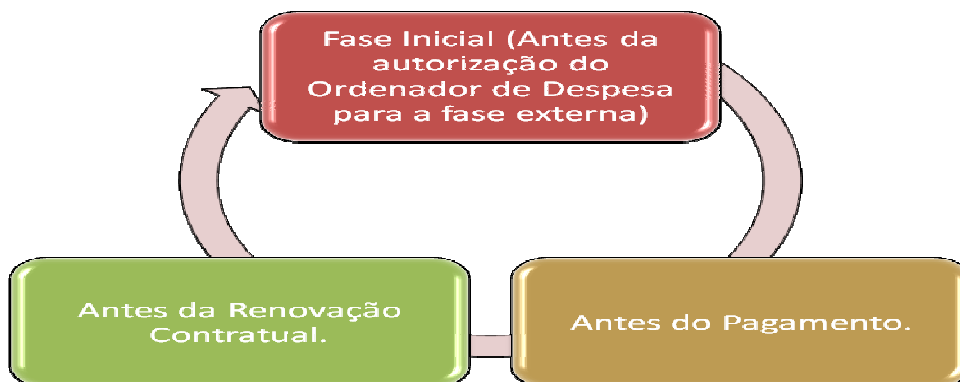 Fase Inicial (Antes da
autorização do
Ordenador de Despesa
para a fase externa)
Antes da Renovação
Contratual.
Antes do Pagamento.